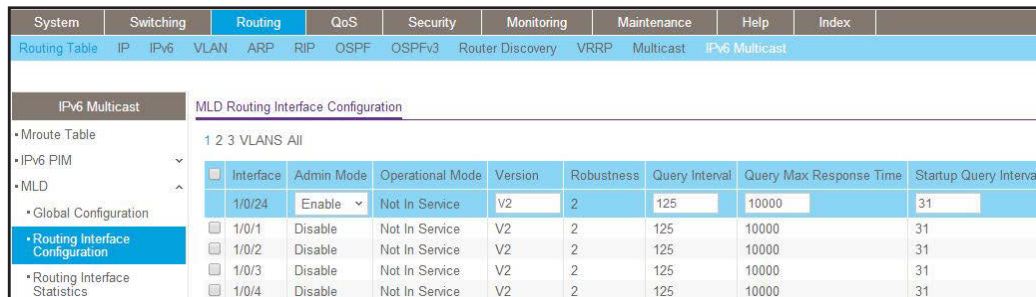 System Switching Routing QoS Security Monitoring Maintenance Help Index
Routing Table IP IPv6 VLAN ARP RIP OSPF OSPFv3 Router Discovery VRRP Multicast IPv6 Multicast
IPv6 Multicast
• Mroute Table
• IPv6 PIM
• MLD
• Global Configuration
• Routing Interface
Configuration
• Routing Interface
Statistics
MLD Routing Interface Configuration
1 2 3 VLANS All
Interface Admin Mode Operational Mode Version Robustness Query Interval Query Max Response Time Startup Query Interva
1/0/24 Enable Not In Service V2 2 125 10000 31
1/0/1 Disable Not In Service V2 2 125 10000 31
1/0/2 Disable Not In Service V2 2 125 10000 31
1/0/3 Disable Not In Service V2 2 125 10000 31
1/0/4 Disable Not In Service V2 2 125 10000 31